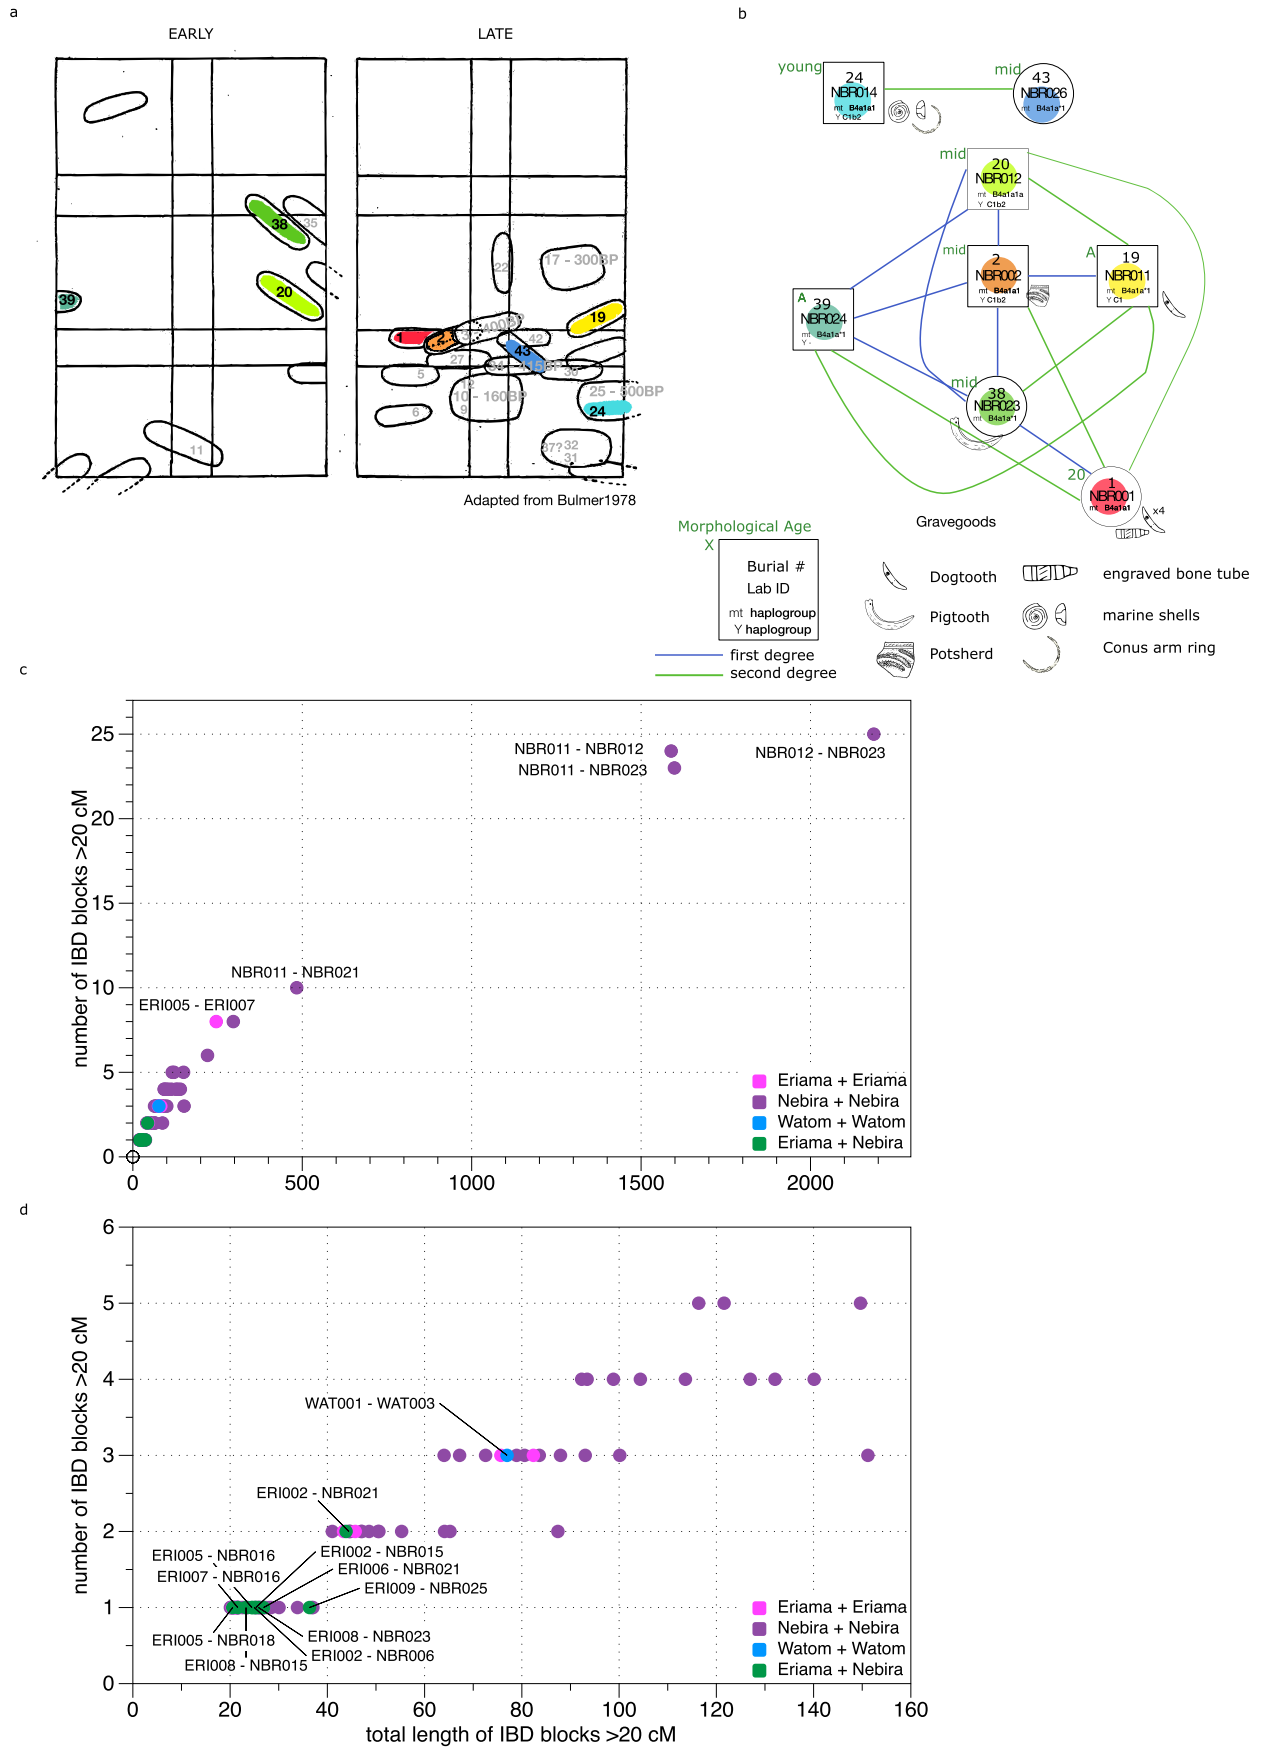 a
EARLY
LATE
38
35
20
39
11
22
17 - 300BP
19
1
2
3
400BP
42
43
27
34 - 415BP
30
5
12
10 - 160BP
9
6
25 - 500BP
24
37?
32
31
Adapted from Bulmer1978
b
young
24
NBR014
mt B4a1a1
Y C1b2
mid
43
NBR026
mt B4a1a*1
mid
20
NBR012
mt B4a1a1a
Y C1b2
mid
2
NBR002
mt B4a1a1
Y C1b2
A
19
NBR011
mt B4a1a*1
Y C1
A
39
NBR024
mt B4a1a*1
Y -
mid
38
NBR023
mt B4a1a*1
20
1
NBR001
mt B4a1a1
x4
Morphological Age
X
Burial #
Lab ID
mt haplogroup
Y haplogroup
first degree
second degree
Gravegoods
Dogtooth
engraved bone tube
Pigtooth
marine shells
Potsherd
Conus arm ring
c
number of IBD blocks >20 cM
25
20
15
10
5
0
NBR011 - NBR012
NBR011 - NBR023
NBR012 - NBR023
NBR011 - NBR021
ERI005 - ERI007
Eriama + Eriama
Nebira + Nebira
Watom + Watom
Eriama + Nebira
0
500
1000
1500
2000
d
number of IBD blocks >20 cM
6
5
4
3
2
1
0
WAT001 - WAT003
ERI002 - NBR021
ERI005 - NBR016
ERI007 - NBR016
ERI002 - NBR015
ERI006 - NBR021
ERI009 - NBR025
ERI005 - NBR018
ERI008 - NBR015
ERI008 - NBR023
ERI002 - NBR006
Eriama + Eriama
Nebira + Nebira
Watom + Watom
Eriama + Nebira
0
20
40
60
80
100
120
140
160
total length of IBD blocks >20 cM